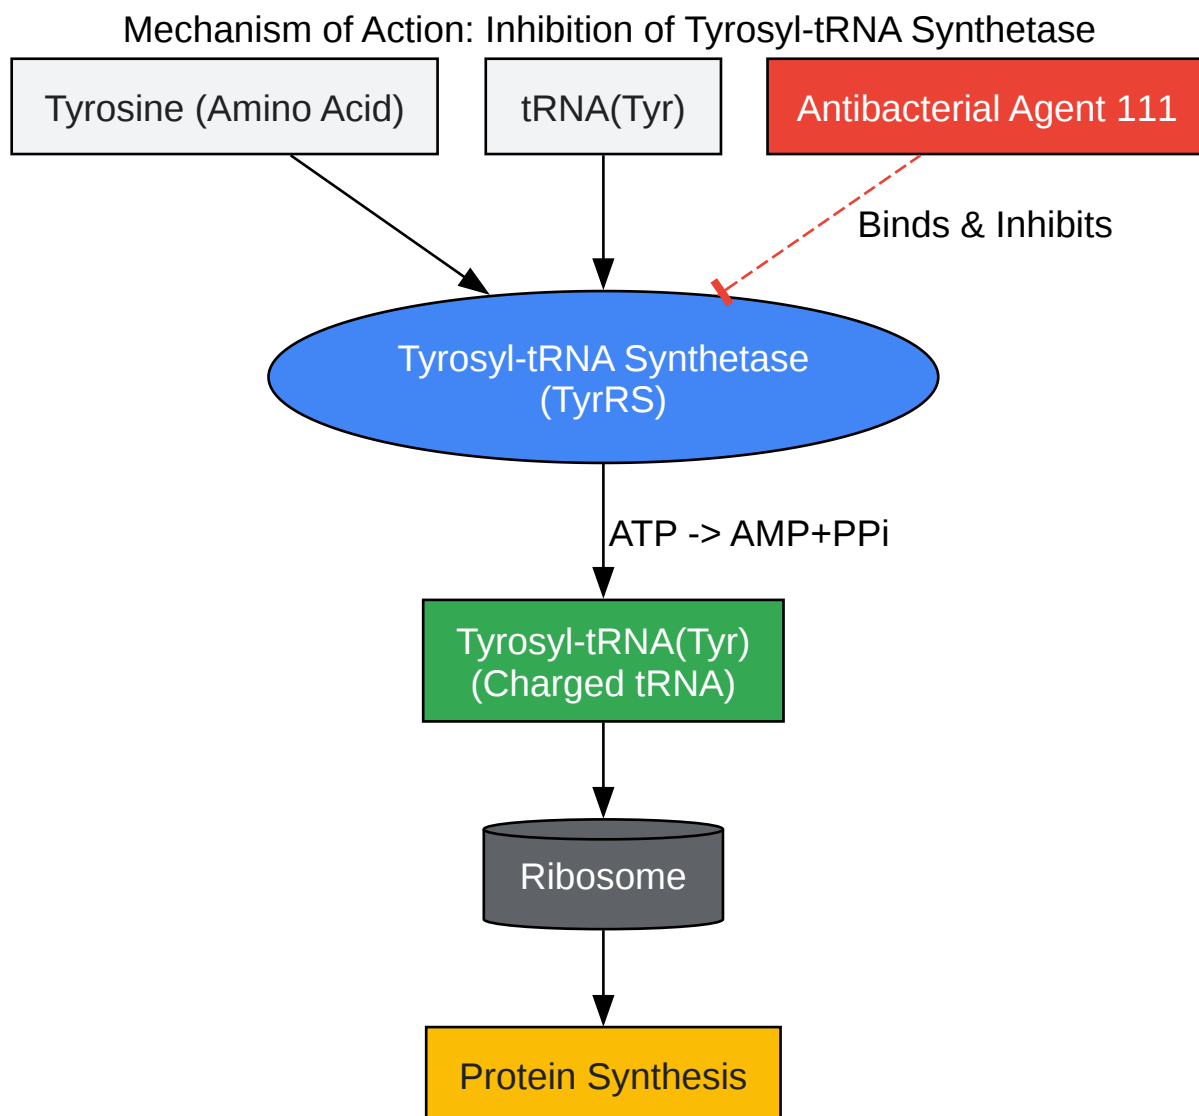 Mechanism of Action: Inhibition of Tyrosyl-tRNA Synthetase
Tyrosine (Amino Acid)
tRNA(Tyr)
Antibacterial Agent 111
Binds & Inhibits
Tyrosyl-tRNA Synthetase
(TyrRS)
ATP -> AMP+PPi
Tyrosyl-tRNA(Tyr)
(Charged tRNA)
Ribosome
Protein Synthesis